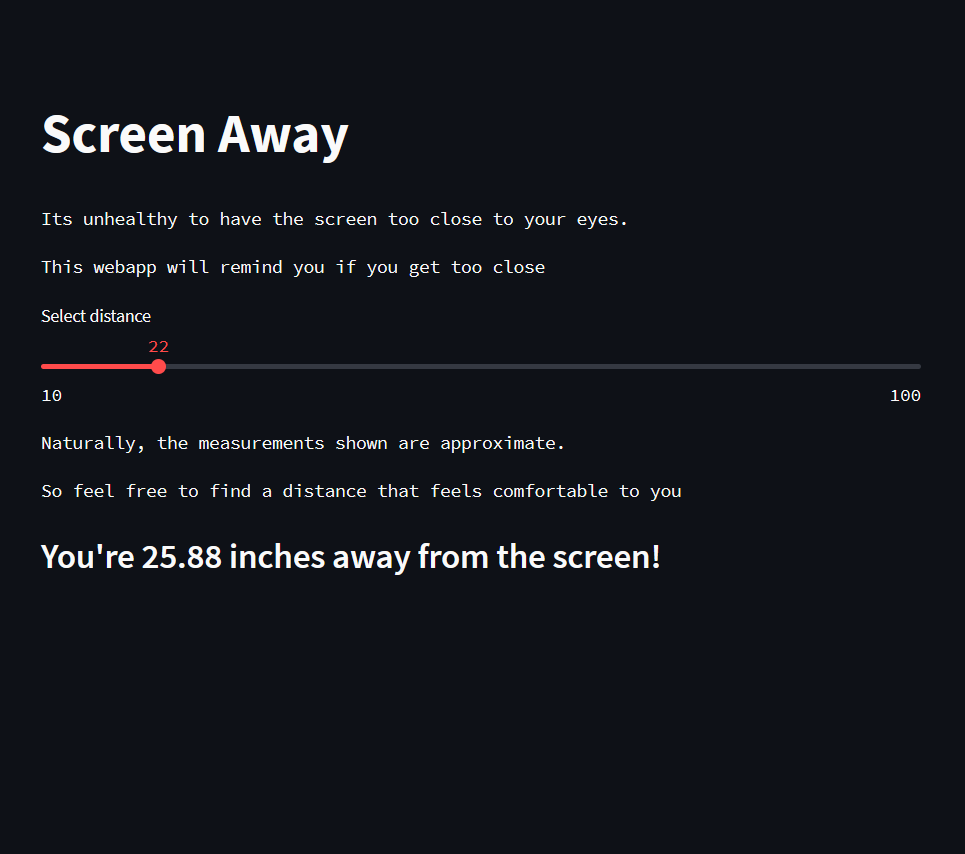 Screen Away
Its unhealthy to have the screen too close to your eyes.
This webapp will remind you if you get too close
Select distance
22
10
100
Naturally, the measurements shown are approximate.
So feel free to find a distance that feels comfortable to you
You're 25.88 inches away from the screen!